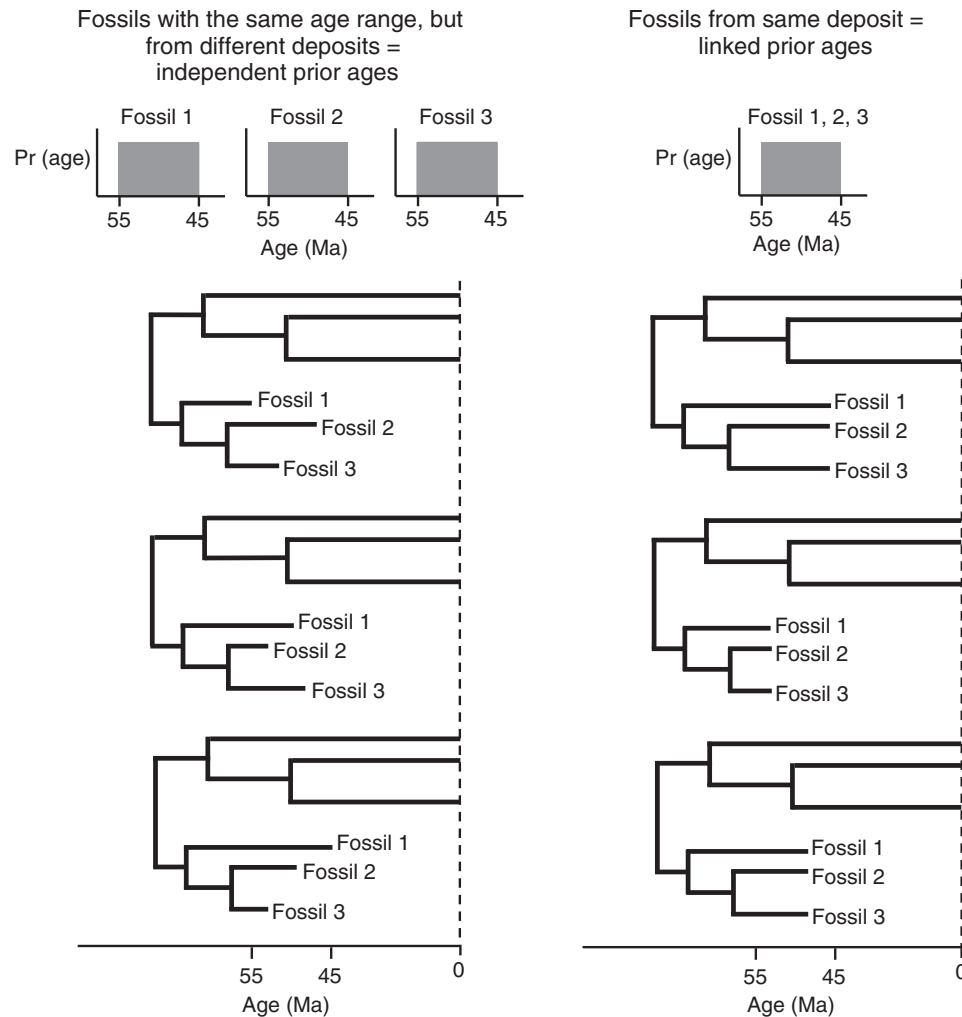 Fossils with the same age range, but
from different deposits =
independent prior ages
Fossil 1
Fossil 2
Fossil 3
Pr (age)
55
45
55
45
55
45
Age (Ma)
Fossils from same deposit =
linked prior ages
Fossil 1, 2, 3
Pr (age)
55
45
Age (Ma)
Fossil 1
Fossil 2
Fossil 3
Fossil 1
Fossil 2
Fossil 3
Fossil 1
Fossil 2
Fossil 3
55
45
0
Age (Ma)
Fossil 1
Fossil 2
Fossil 3
Fossil 1
Fossil 2
Fossil 3
Fossil 1
Fossil 2
Fossil 3
55
45
0
Age (Ma)